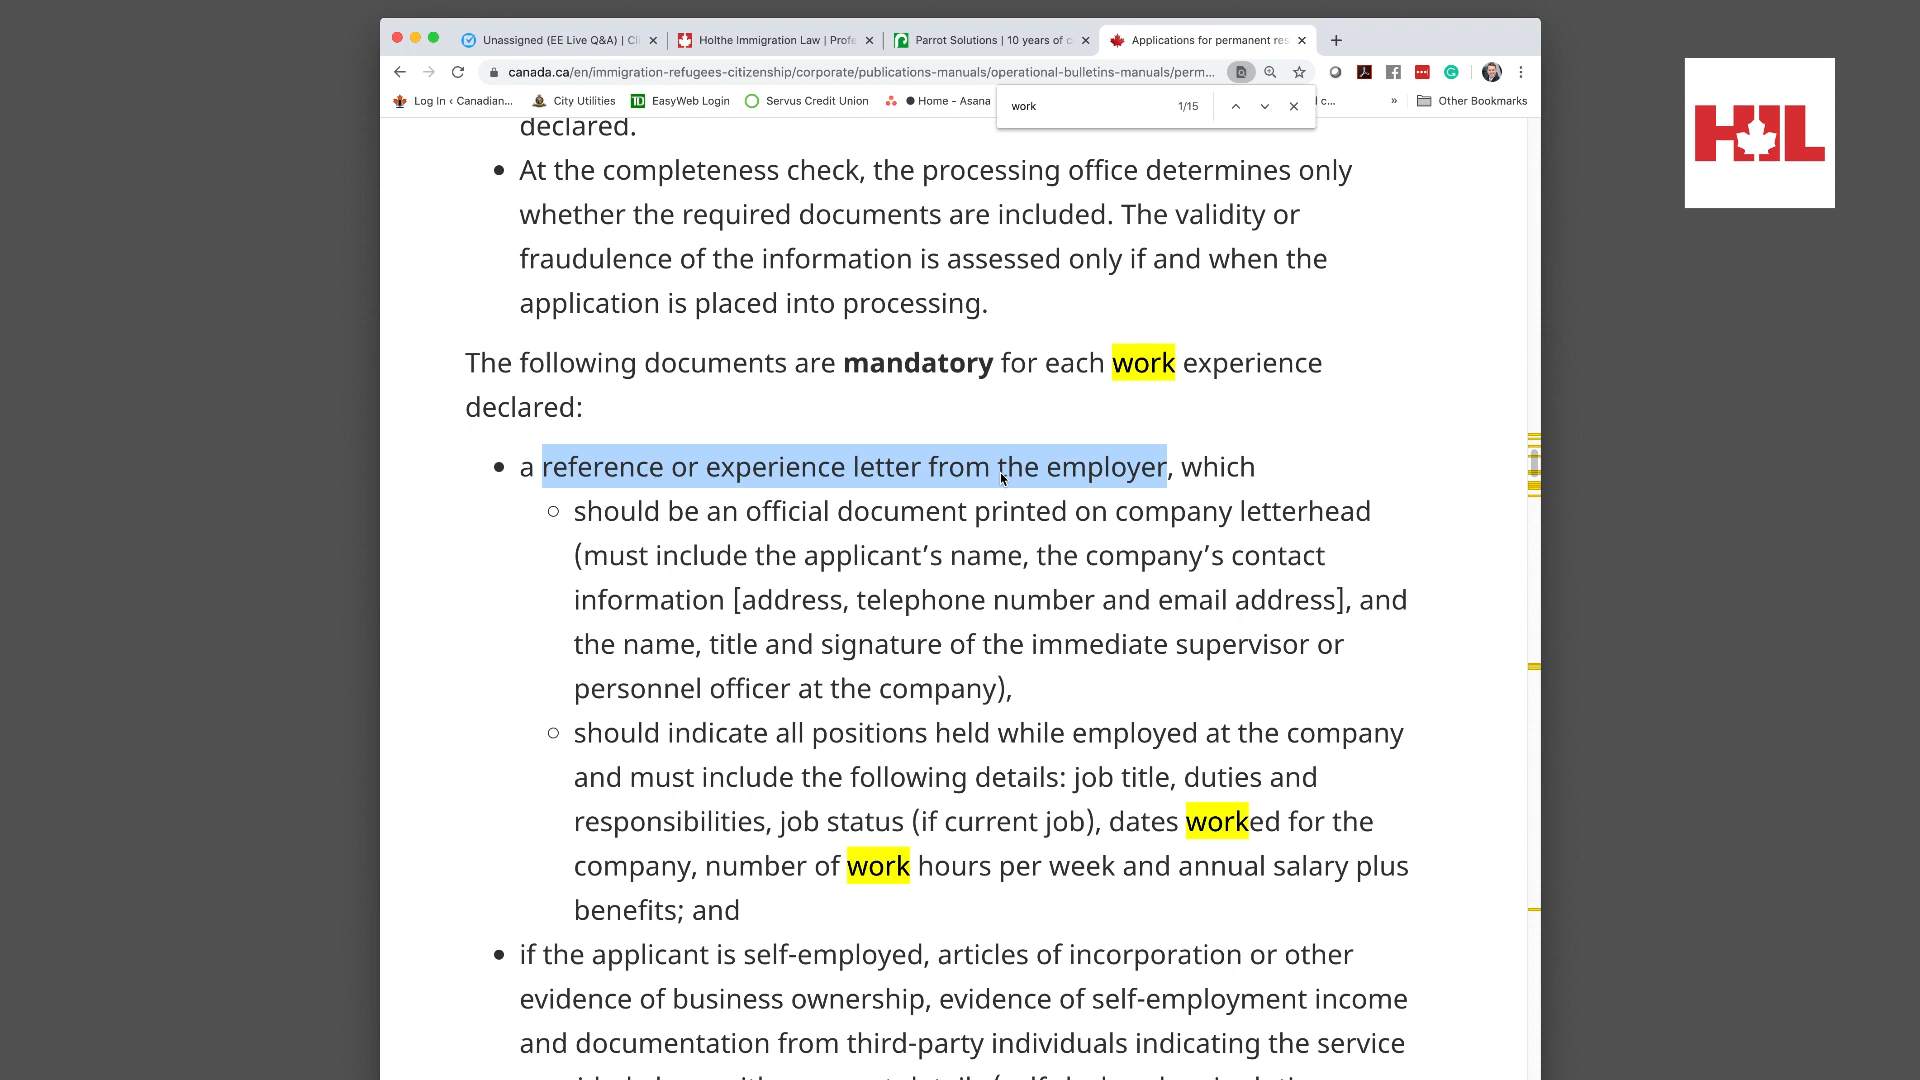 Unassigned (EE Live Q&A) | Cli
Holthe Immigration Law | Profe
Parrot Solutions | 10 years of c
Applications for permanent res
canada.ca/en/immigration-refugees-citizenship/corporate/publications-manuals/operational-bulletins-manuals/perm...
Log In ‹ Canadian...
City Utilities
TD
EasyWeb Login
Servus Credit Union
Home - Asana
c...
»
Other Bookmarks
work
1/15
HIL
declared.
• At the completeness check, the processing office determines only
whether the required documents are included. The validity or
fraudulence of the information is assessed only if and when the
application is placed into processing.
The following documents are mandatory for each work experience
declared:
• a reference or experience letter from the employer, which
○ should be an official document printed on company letterhead
(must include the applicant’s name, the company’s contact
information [address, telephone number and email address], and
the name, title and signature of the immediate supervisor or
personnel officer at the company),
○ should indicate all positions held while employed at the company
and must include the following details: job title, duties and
responsibilities, job status (if current job), dates worked for the
company, number of work hours per week and annual salary plus
benefits; and
• if the applicant is self-employed, articles of incorporation or other
evidence of business ownership, evidence of self-employment income
and documentation from third-party individuals indicating the service